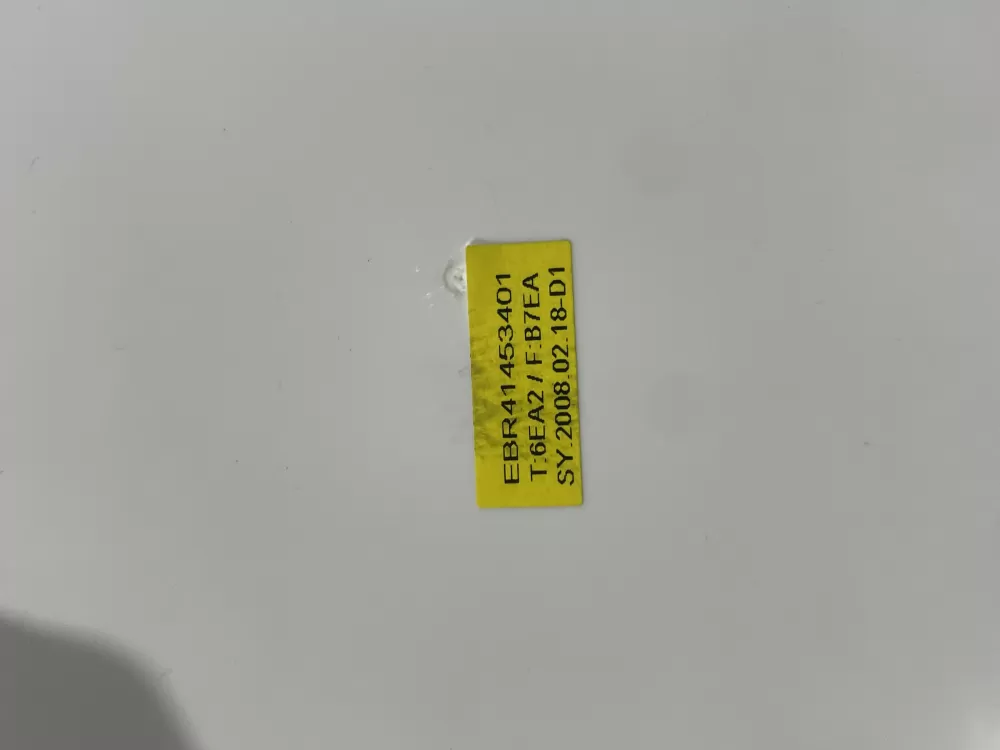 EBR41453401
T:6EA2 / F:B7EA
SY.2008.02.18-D1